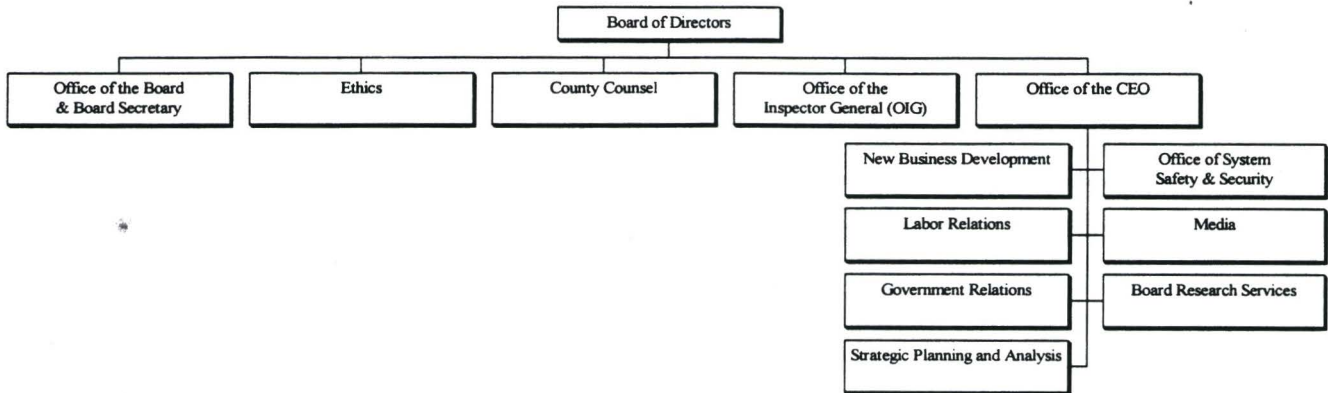 Board of Directors
Office of the Board
& Board Secretary
Ethics
County Counsel
Office of the
Inspector General (OIG)
Office of the CEO
New Business Development
Office of System
Safety & Security
Labor Relations
Media
Government Relations
Board Research Services
Strategic Planning and Analysis